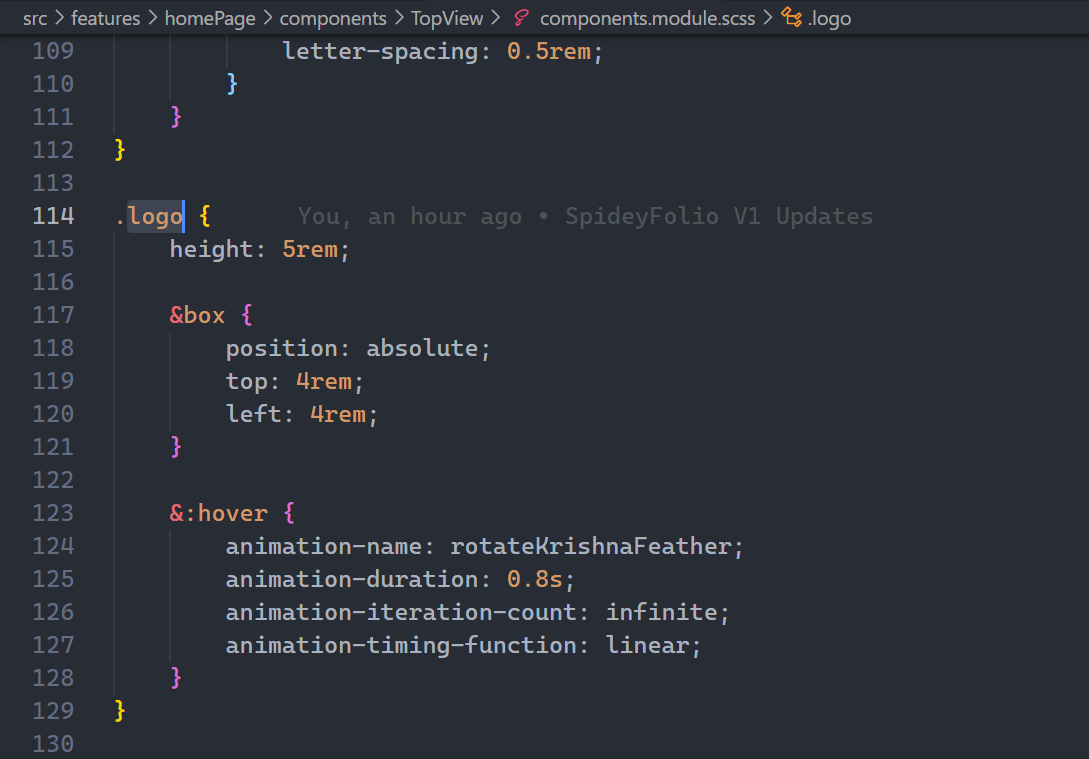 src > features > homePage > components > TopView > components.module.scss > .logo
109 letter-spacing: 0.5rem;
110 }
111 }
112 }
113
114 .logo { You, an hour ago • SpideyFolio V1 Updates
115 height: 5rem;
116
117 &box {
118 position: absolute;
119 top: 4rem;
120 left: 4rem;
121 }
122
123 &:hover {
124 animation-name: rotateKrishnaFeather;
125 animation-duration: 0.8s;
126 animation-iteration-count: infinite;
127 animation-timing-function: linear;
128 }
129 }
130